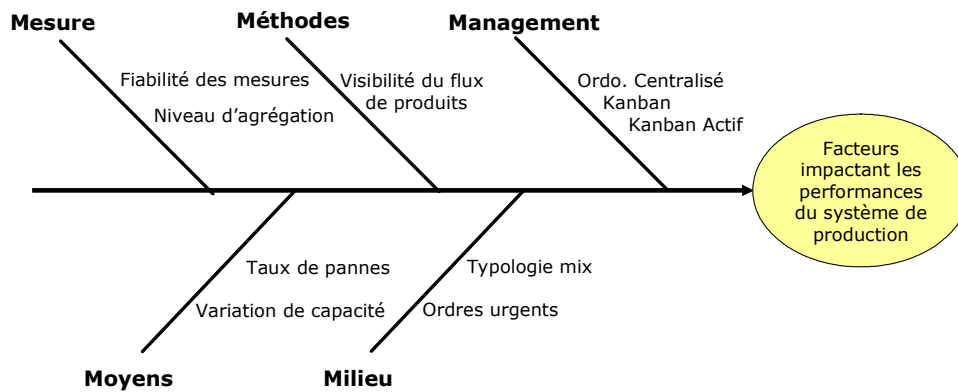 Mesure
Méthodes
Management
Fiabilité des mesures
Niveau d'agrégation
Visibilité du flux
de produits
Ordo. Centralisé
Kanban
Kanban Actif
Facteurs
impactant les
performances
du système de
production
Taux de pannes
Variation de capacité
Typologie mix
Ordres urgents
Moyens
Milieu